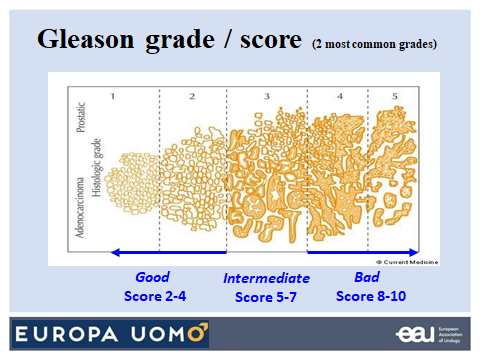 Gleason grade / score (2 most common grades)
1 2 3 4 5
Prostatic
Histologic grade
Adenocarcinoma
© Current Medicine
Good Intermediate Bad
Score 2-4 Score 5-7 Score 8-10
EUROPA UOMO
eau
European
Association
of Urology